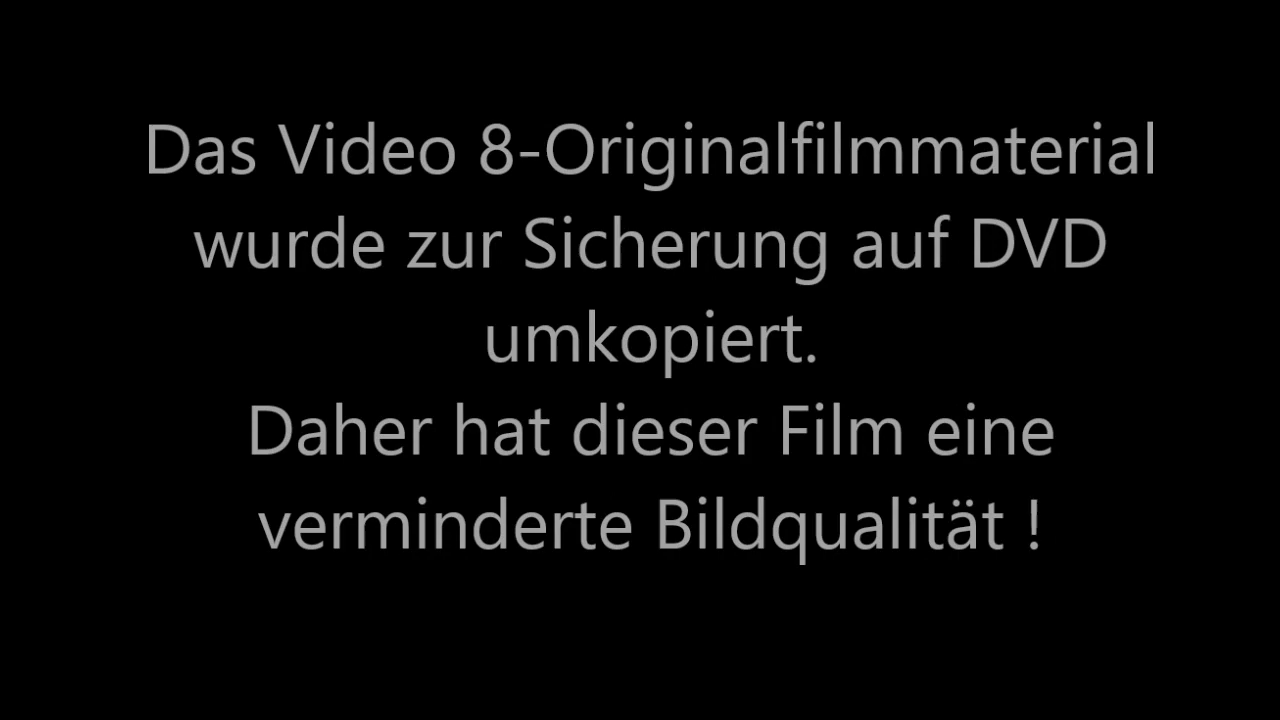 Das Video 8-Originalfilmmaterial
wurde zur Sicherung auf DVD
umkopiert.
Daher hat dieser Film eine
verminderte Bildqualität !